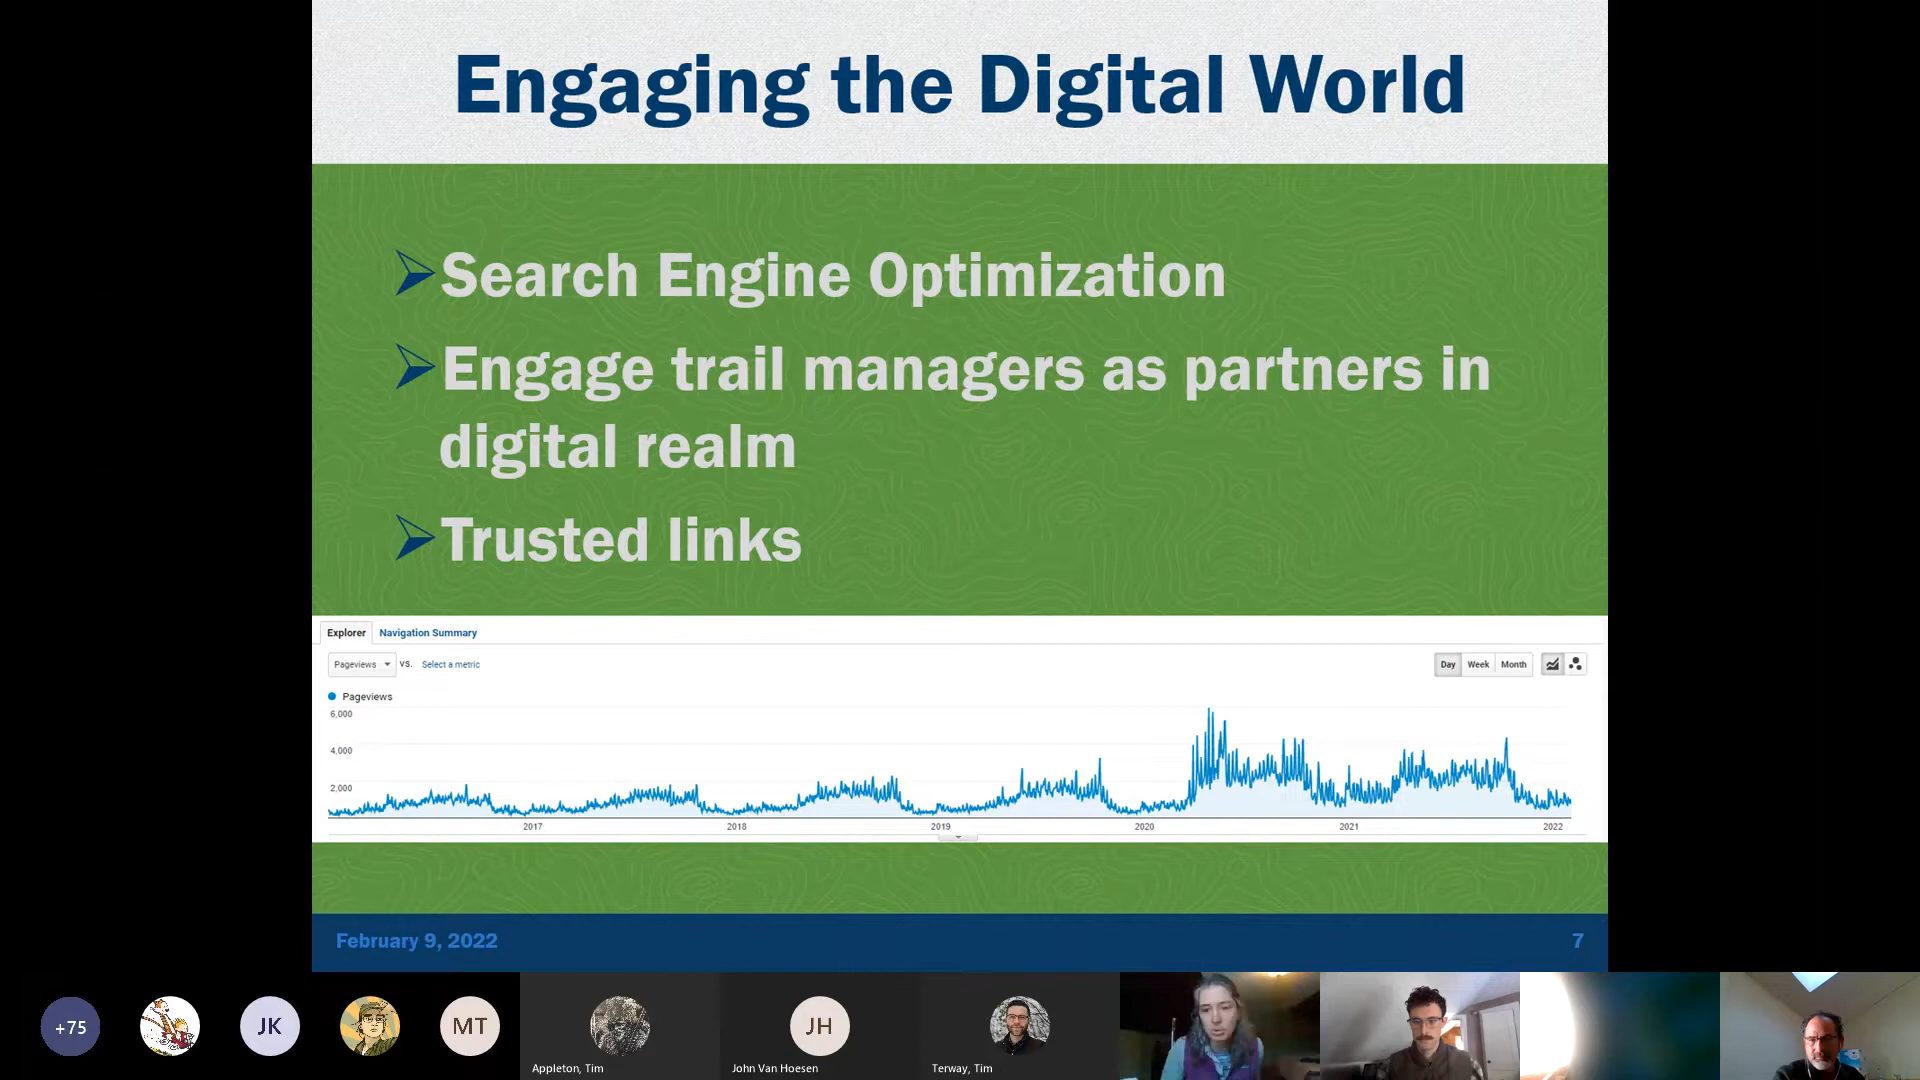 Engaging the Digital World
Search Engine Optimization
Engage trail managers as partners in
digital realm
Trusted links
Explorer Navigation Summary
Pageviews VS. Select a metric Day Week Month
Pageviews
6,000
4,000
2,000
2017 2018 2019 2020 2021 2022
February 9, 2022 7
+75 JK MT JH
Appleton, Tim John Van Hoesen Terway, Tim